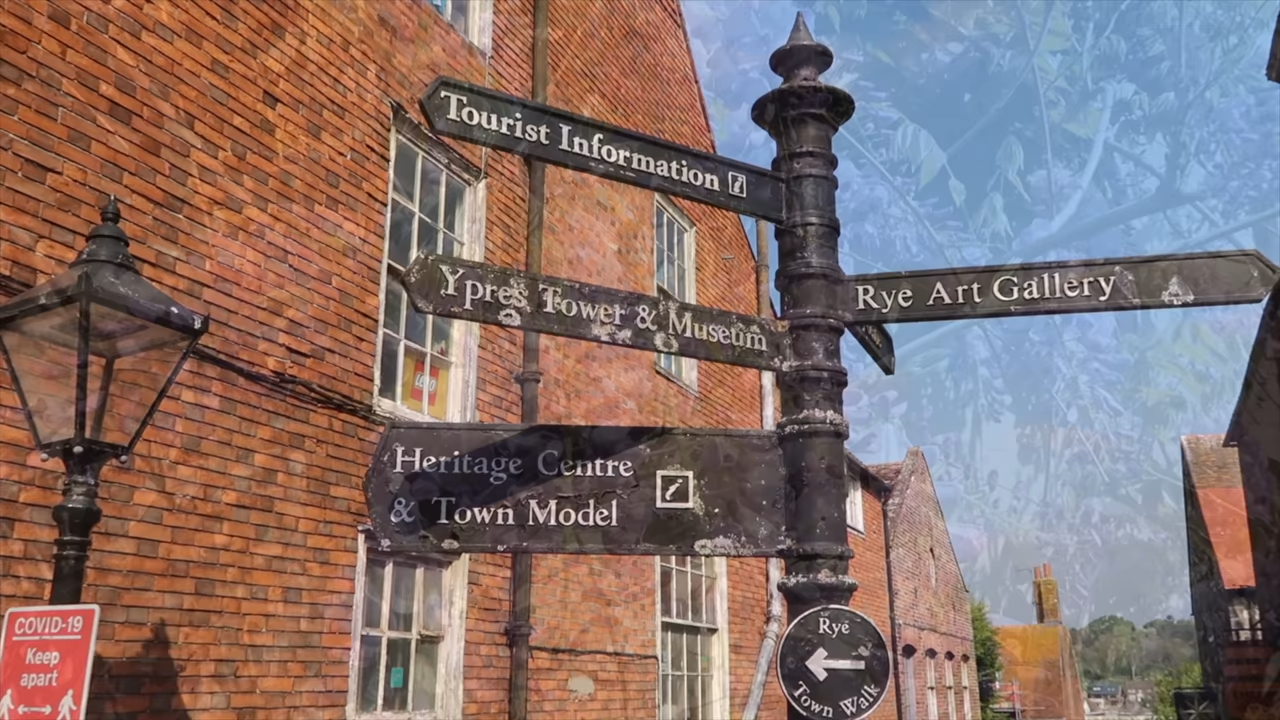 Tourist Information i
Ypres Tower & Museum
Rye Art Gallery
Heritage Centre
& Town Model
i
LEGO
Rye
Town Walk
COVID-19
Keep
apart